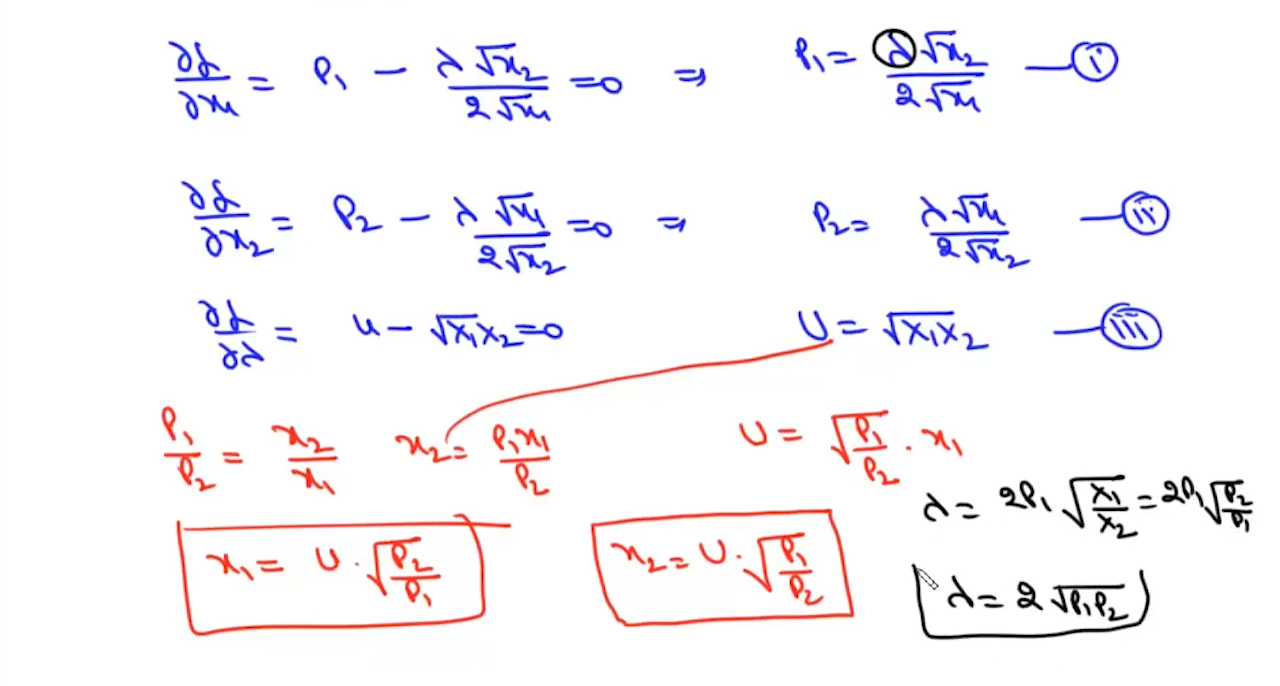 ∂ℒ/∂x₁ = P₁ − λ√x₂/2√x₁ = 0 ⇒ P₁ = λ√x₂/2√x₁ — (i)
∂ℒ/∂x₂ = P₂ − λ√x₁/2√x₂ = 0 ⇒ P₂ = λ√x₁/2√x₂ — (ii)
∂ℒ/∂λ = u − √x₁x₂ = 0 U = √x₁x₂ — (iii)
P₁/P₂ = x₂/x₁ x₂ = P₁x₁/P₂ U = √(P₁/P₂) · x₁
λ = 2P₁ √(x₁/x₂) = 2P₁ √(P₂/P₁)
x₁ = U · √(P₂/P₁) x₂ = U · √(P₁/P₂)
λ = 2√P₁P₂